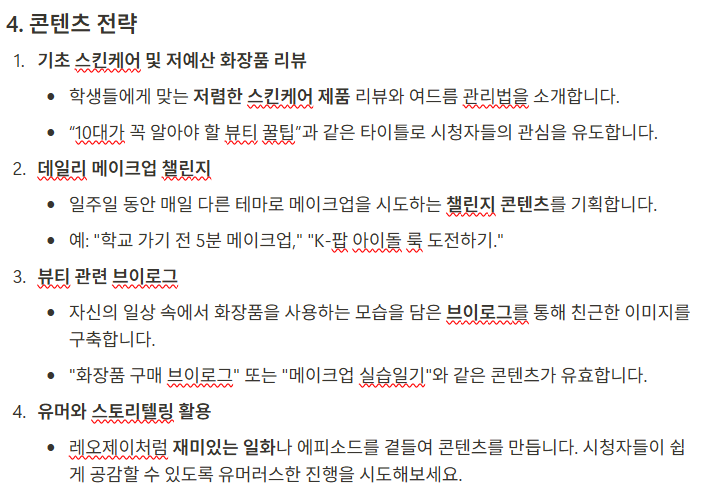 4. 콘텐츠 전략
1. 기초 스킨케어 및 저예산 화장품 리뷰
• 학생들에게 맞는 저렴한 스킨케어 제품 리뷰와 여드름 관리법을 소개합니다.
• “10대가 꼭 알아야 할 뷰티 꿀팁”과 같은 타이틀로 시청자들의 관심을 유도합니다.
2. 데일리 메이크업 챌린지
• 일주일 동안 매일 다른 테마로 메이크업을 시도하는 챌린지 콘텐츠를 기획합니다.
• 예: "학교 가기 전 5분 메이크업," "K-팝 아이돌 룩 도전하기."
3. 뷰티 관련 브이로그
• 자신의 일상 속에서 화장품을 사용하는 모습을 담은 브이로그를 통해 친근한 이미지를
구축합니다.
• "화장품 구매 브이로그" 또는 "메이크업 실습일기"와 같은 콘텐츠가 유효합니다.
4. 유머와 스토리텔링 활용
• 레오제이처럼 재미있는 일화나 에피소드를 곁들여 콘텐츠를 만듭니다. 시청자들이 쉽
게 공감할 수 있도록 유머러스한 진행을 시도해보세요.